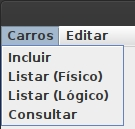 Carros Editar
Incluir
Listar (Físico)
Listar (Lógico)
Consultar